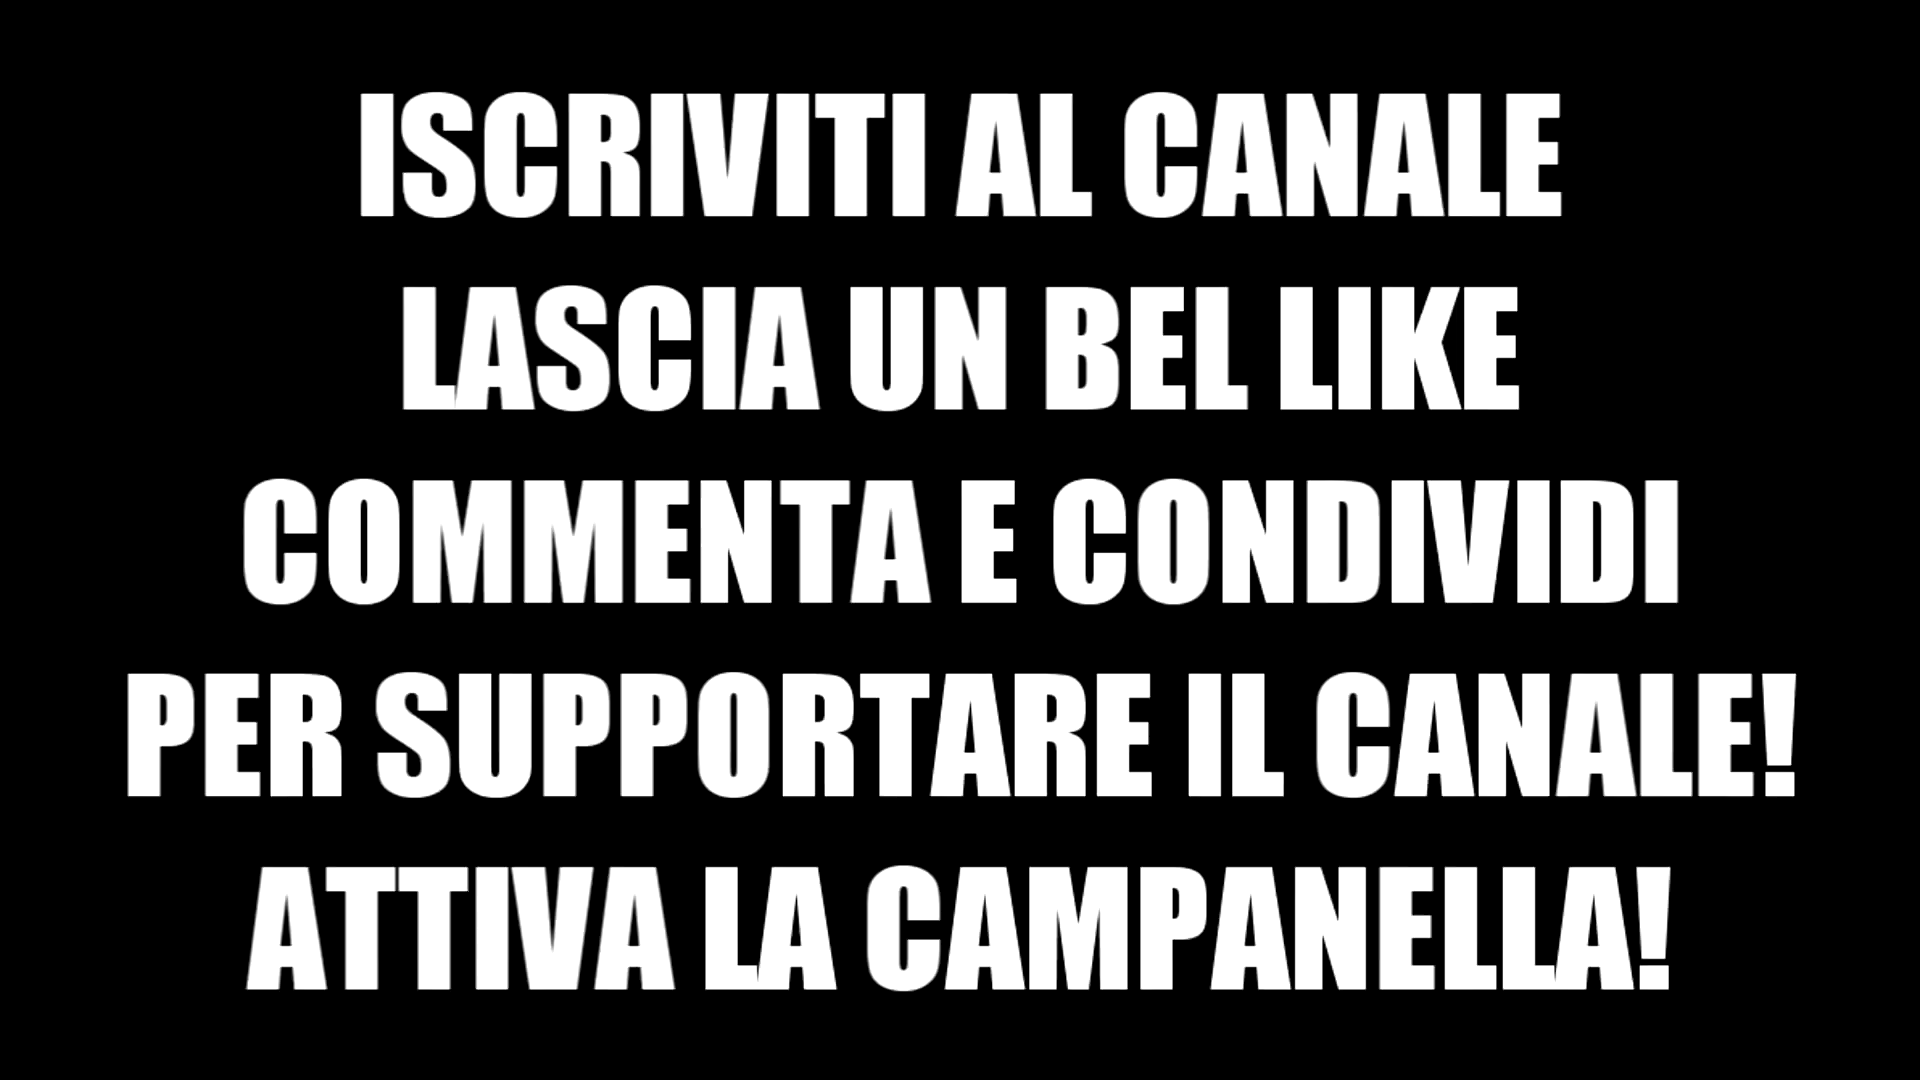 ISCRIVITI AL CANALE
LASCIA UN BEL LIKE
COMMENTA E CONDIVIDI
PER SUPPORTARE IL CANALE!
ATTIVA LA CAMPANELLA!